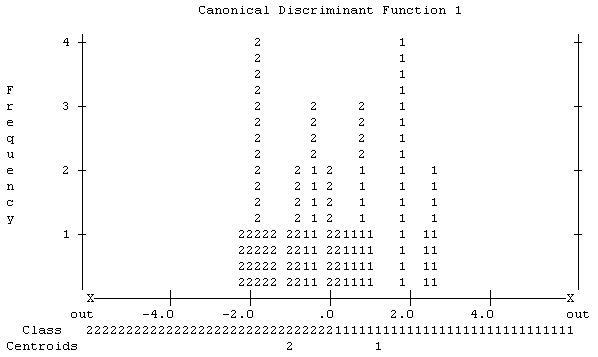 Canonical Discriminant Function 1
4 2 1
2 1
2 1
F 2 1
r 3 2 2 2 1
e 2 2 2 1
q 2 2 2 1
u 2 2 2 1
e 2 2 2 1 2 1 1 1
n 2 2 1 2 1 1 1
c 2 2 1 2 1 1 1
y 2 2 1 2 1 1 1
1 22222 2211 221111 1 11
22222 2211 221111 1 11
22222 2211 221111 1 11
22222 2211 221111 1 11
X X
out -4.0 -2.0 .0 2.0 4.0 out
Class 2222222222222222222222222222222111111111111111111111111111111
Centroids 2 1